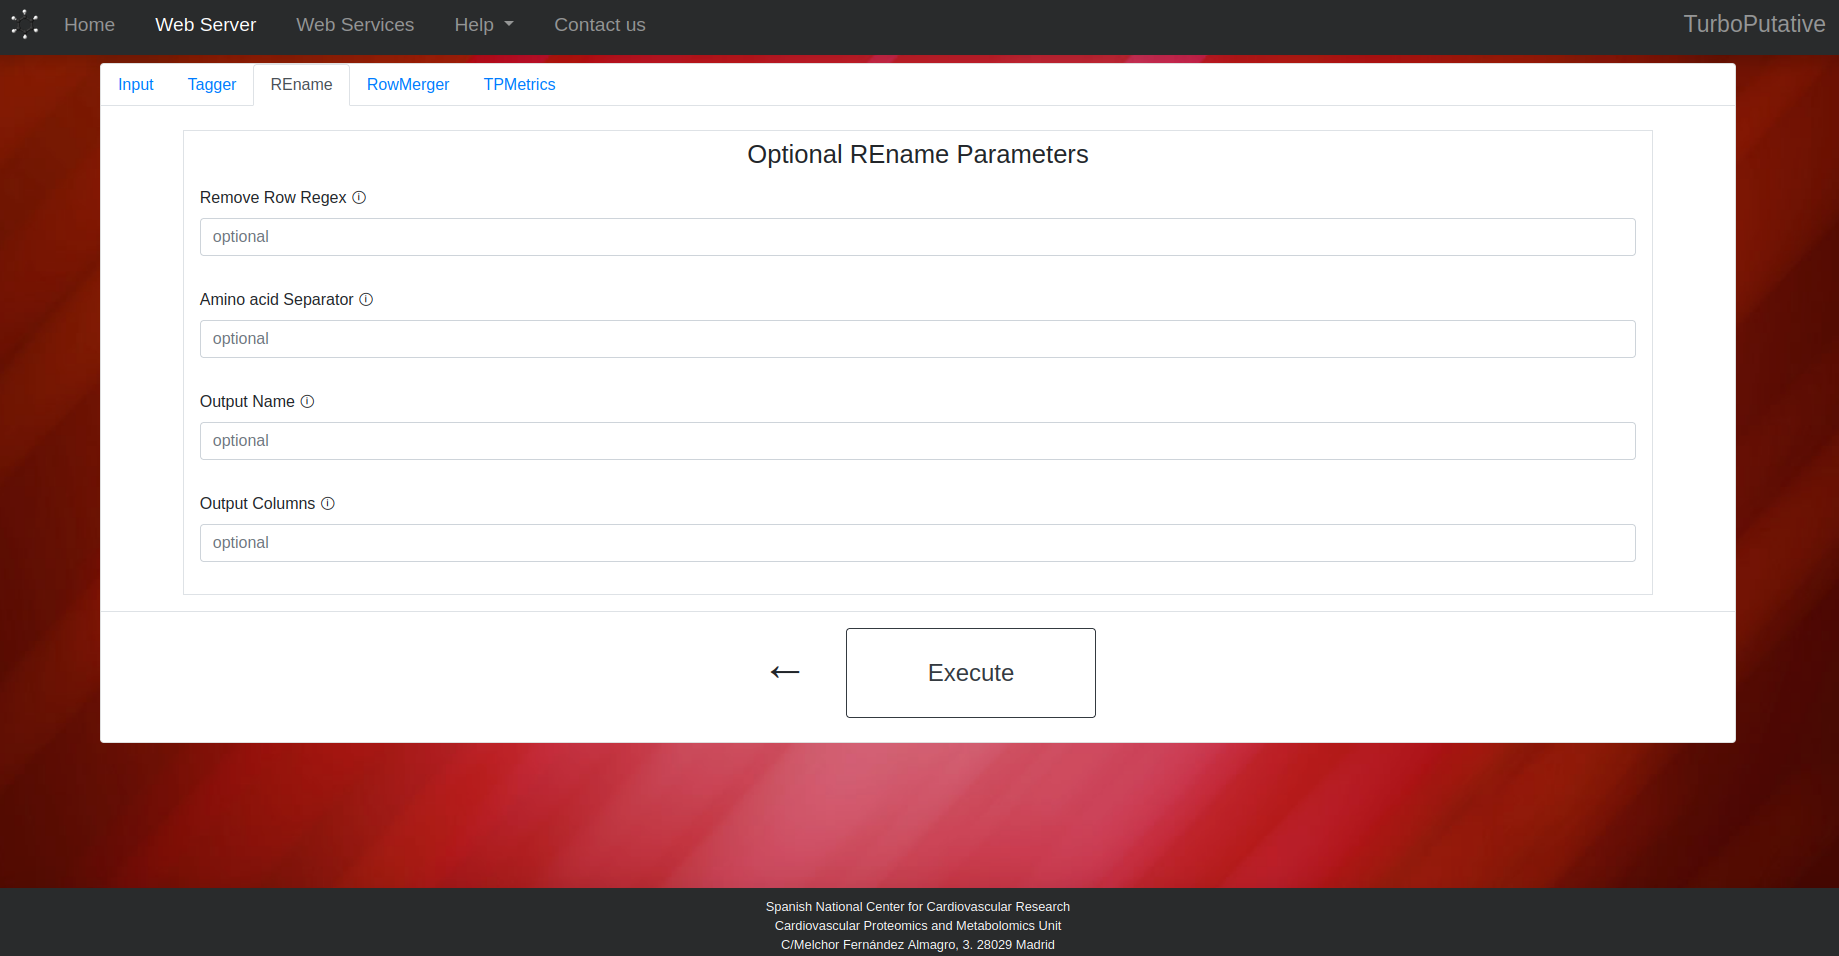 Home Web Server Web Services Help Contact us TurboPutative
Input Tagger REname RowMerger TPMetrics
Optional REname Parameters
Remove Row Regex
optional
Amino acid Separator
optional
Output Name
optional
Output Columns
optional
← Execute
Spanish National Center for Cardiovascular Research
Cardiovascular Proteomics and Metabolomics Unit
C/Melchor Fernández Almagro, 3. 28029 Madrid